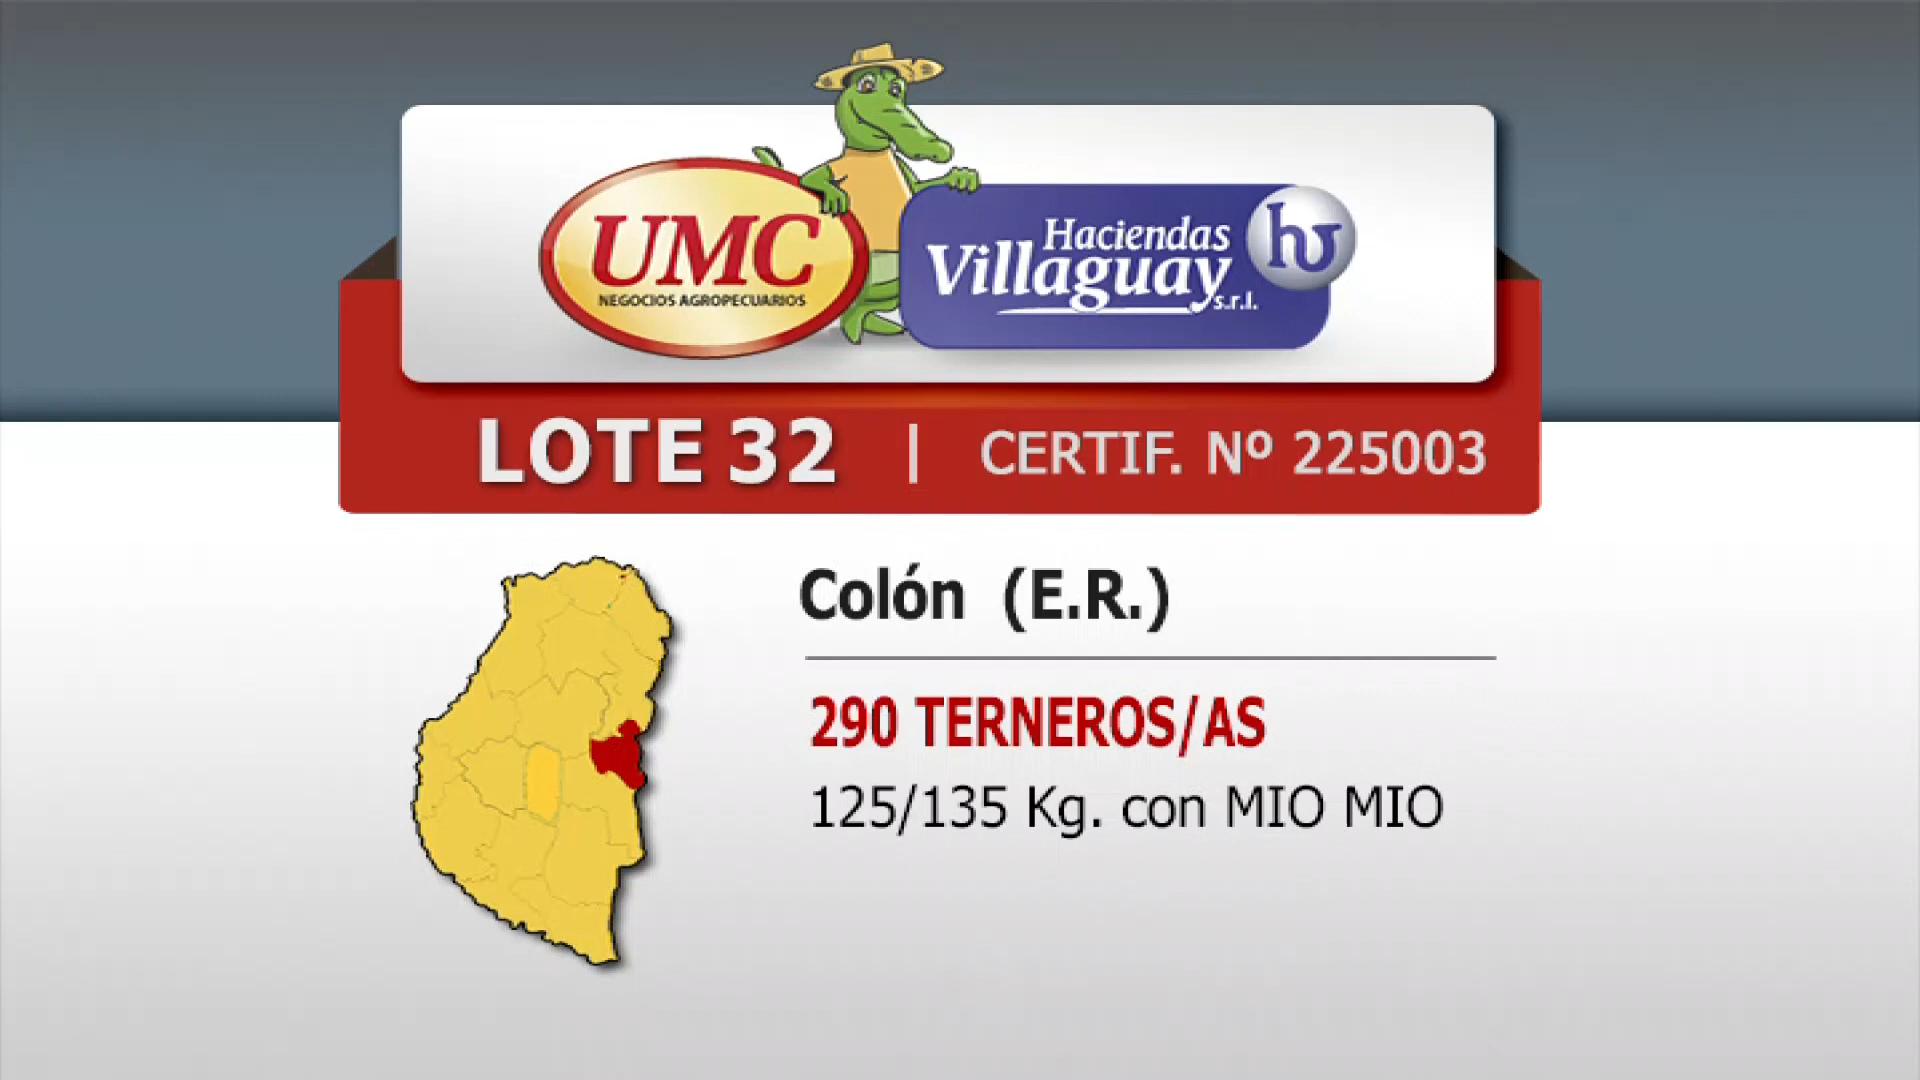 UMC
NEGOCIOS AGROPECUARIOS
Haciendas
Villaguay
s.r.l.
hv
LOTE 32 | CERTIF. Nº 225003
Colón (E.R.)
290 TERNEROS/AS
125/135 Kg. con MIO MIO